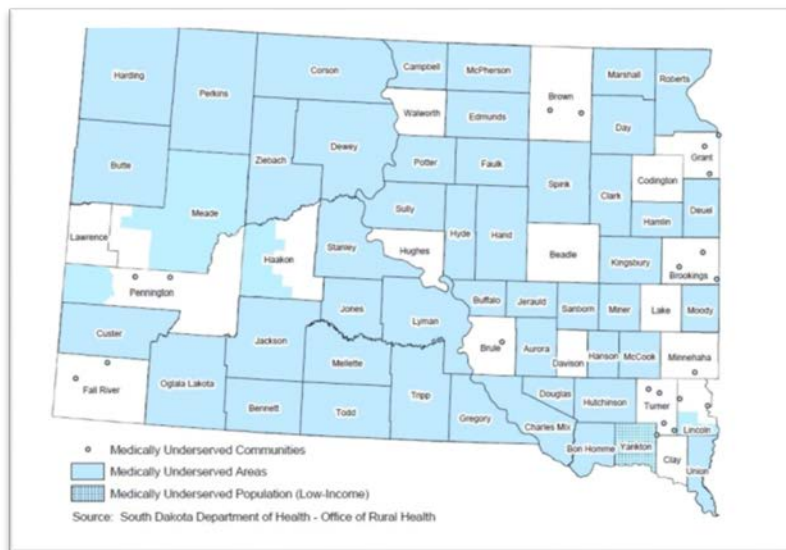 Harding
Perkins
Corson
Campbell
McPherson
Brown
Marshall
Roberts
Walworth
Edmunds
Day
Butte
Ziebach
Dewey
Potter
Faulk
Spink
Clark
Codington
Grant
Meade
Sully
Hyde
Hand
Hamlin
Deuel
Lawrence
Haakon
Stanley
Hughes
Beadle
Kingsbury
Brookings
Pennington
Custer
Jones
Lyman
Buffalo
Jerauld
Sanborn
Miner
Lake
Moody
Jackson
Mellette
Brule
Aurora
Davison
Hanson
McCook
Minnehaha
Fall River
Oglala Lakota
Bennett
Todd
Tripp
Gregory
Charles Mix
Douglas
Hutchinson
Turner
Lincoln
Bon Homme
Yankton
Clay
Union
Medically Underserved Communities
Medically Underserved Areas
Medically Underserved Population (Low-Income)
Source: South Dakota Department of Health - Office of Rural Health